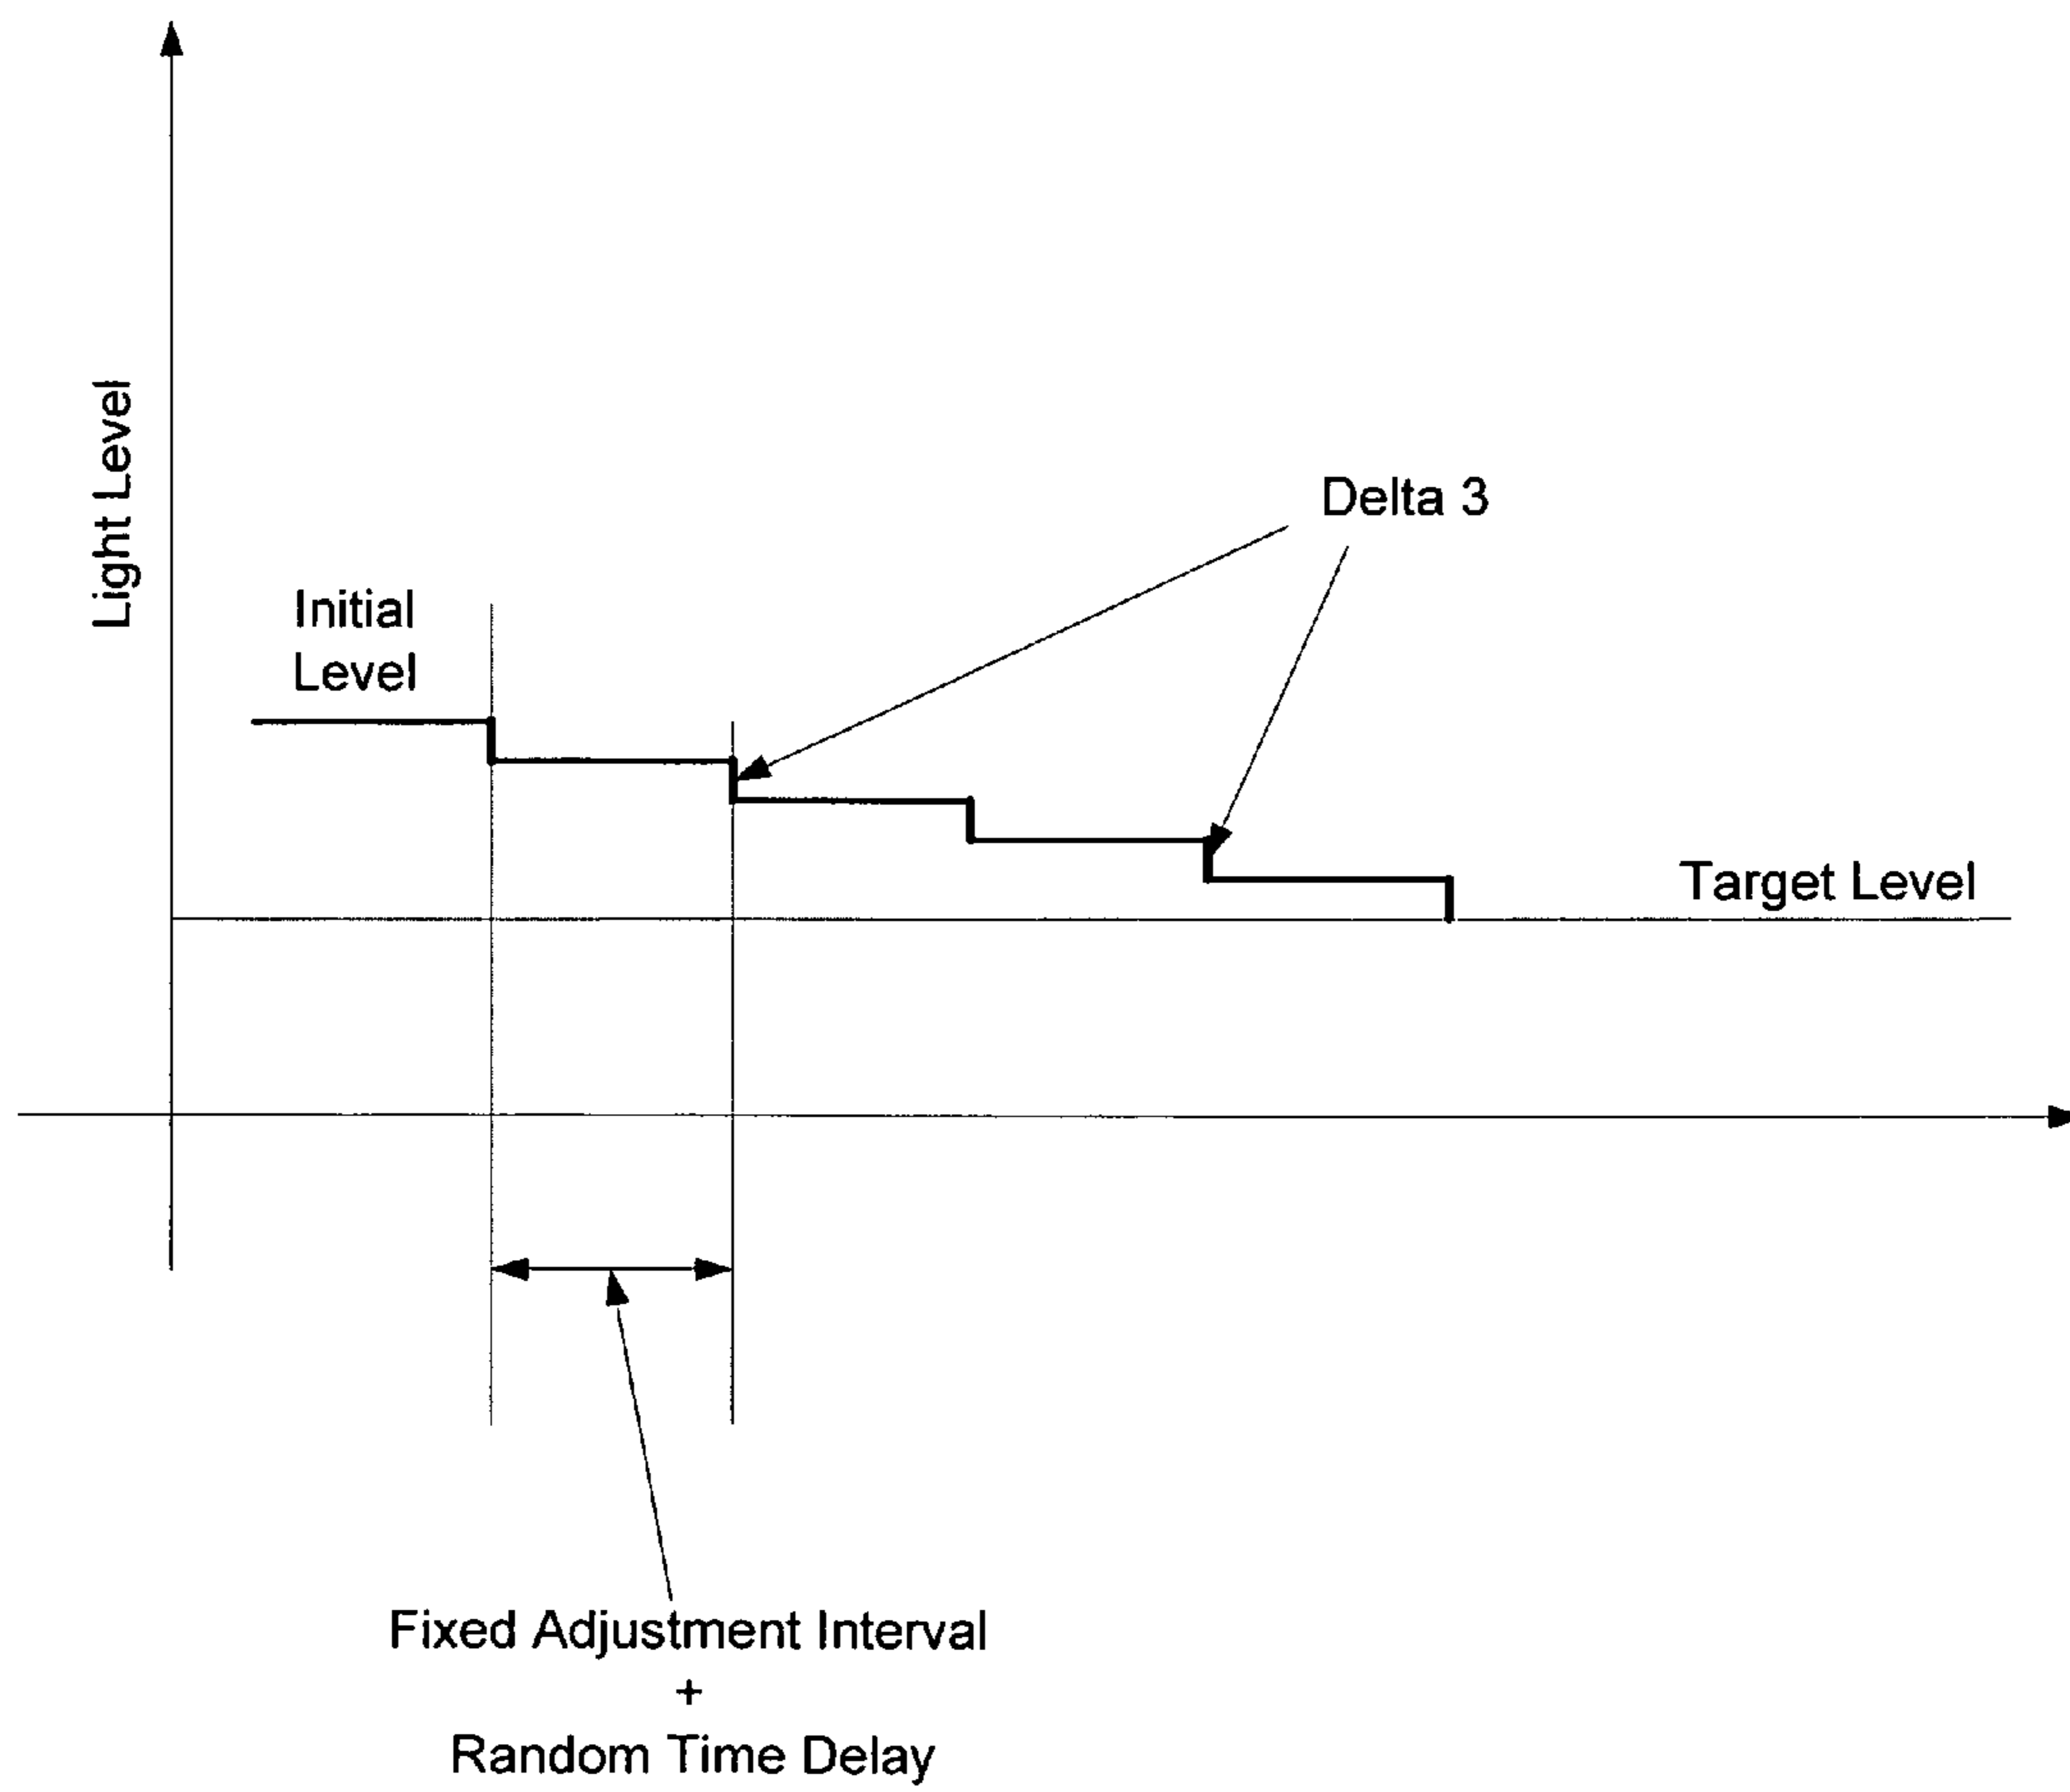 Light Level
Delta 3
Initial
Level
Target Level
Fixed Adjustment Interval
+
Random Time Delay